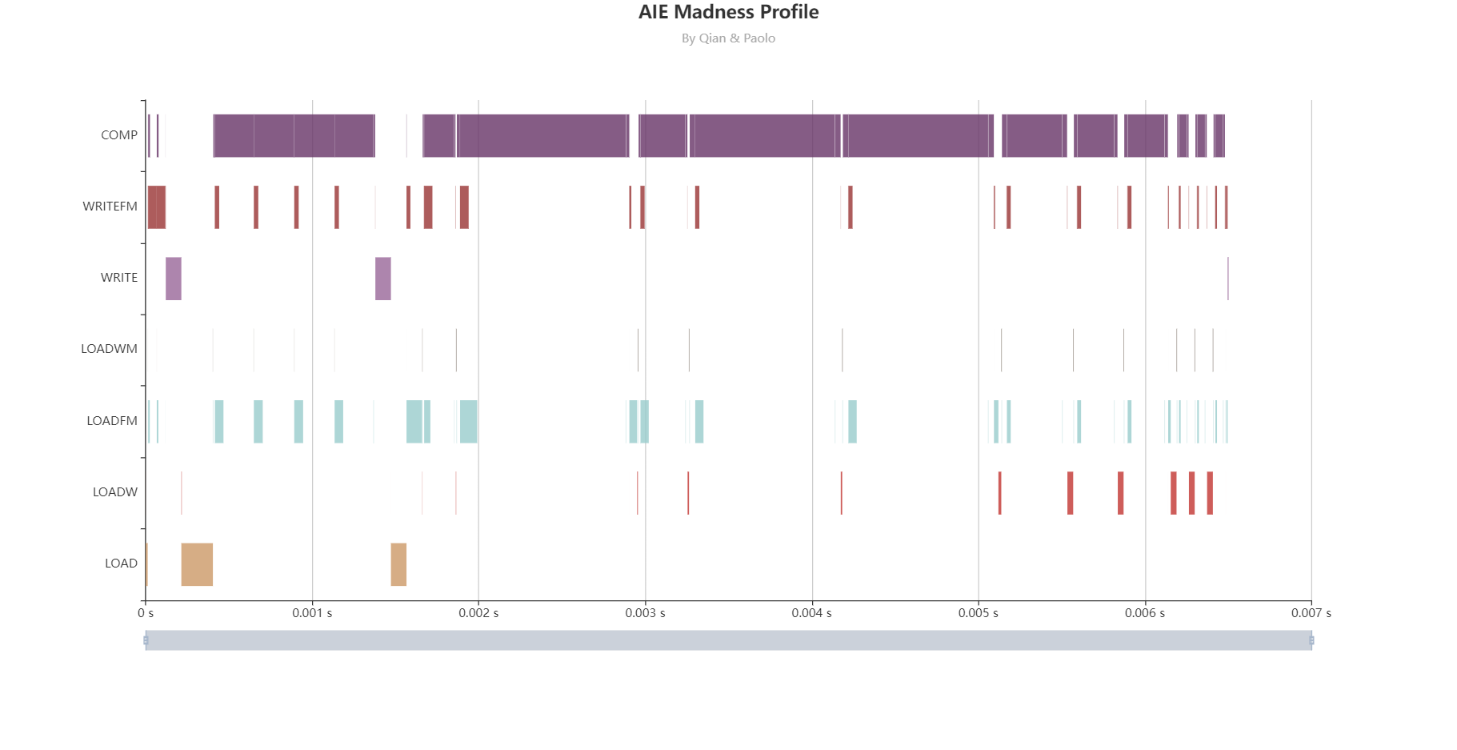 AIE Madness Profile
By Qian & Paolo
COMP
WRITEFM
WRITE
LOADWM
LOADFM
LOADW
LOAD
0 s 0.001 s 0.002 s 0.003 s 0.004 s 0.005 s 0.006 s 0.007 s